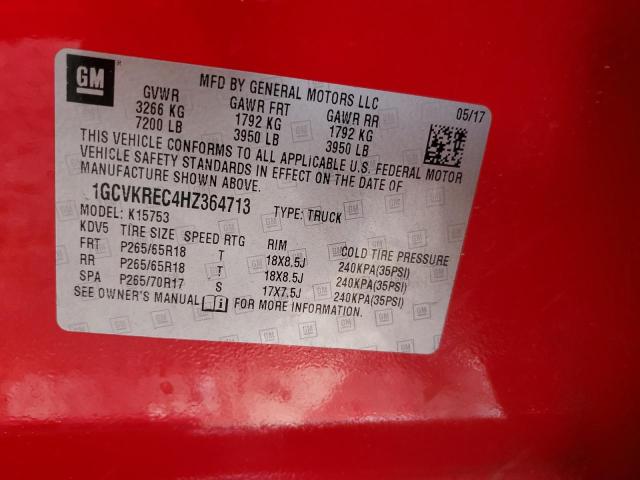 GM
MFD BY GENERAL MOTORS LLC
05/17
GVWR GAWR FRT GAWR RR
3266 KG 1792 KG 1792 KG
7200 LB 3950 LB 3950 LB
THIS VEHICLE CONFORMS TO ALL APPLICABLE U.S. FEDERAL MOTOR
VEHICLE SAFETY STANDARDS IN EFFECT ON THE DATE OF
MANUFACTURE SHOWN ABOVE.
1GCVKREC4HZ364713 TYPE: TRUCK
MODEL: K15753
KDV5 TIRE SIZE SPEED RTG RIM COLD TIRE PRESSURE
FRT P265/65R18 T 18X8.5J 240KPA(35PSI)
RR P265/65R18 T 18X8.5J 240KPA(35PSI)
SPA P265/70R17 S 17X7.5J 240KPA(35PSI)
SEE OWNER'S MANUAL FOR MORE INFORMATION.